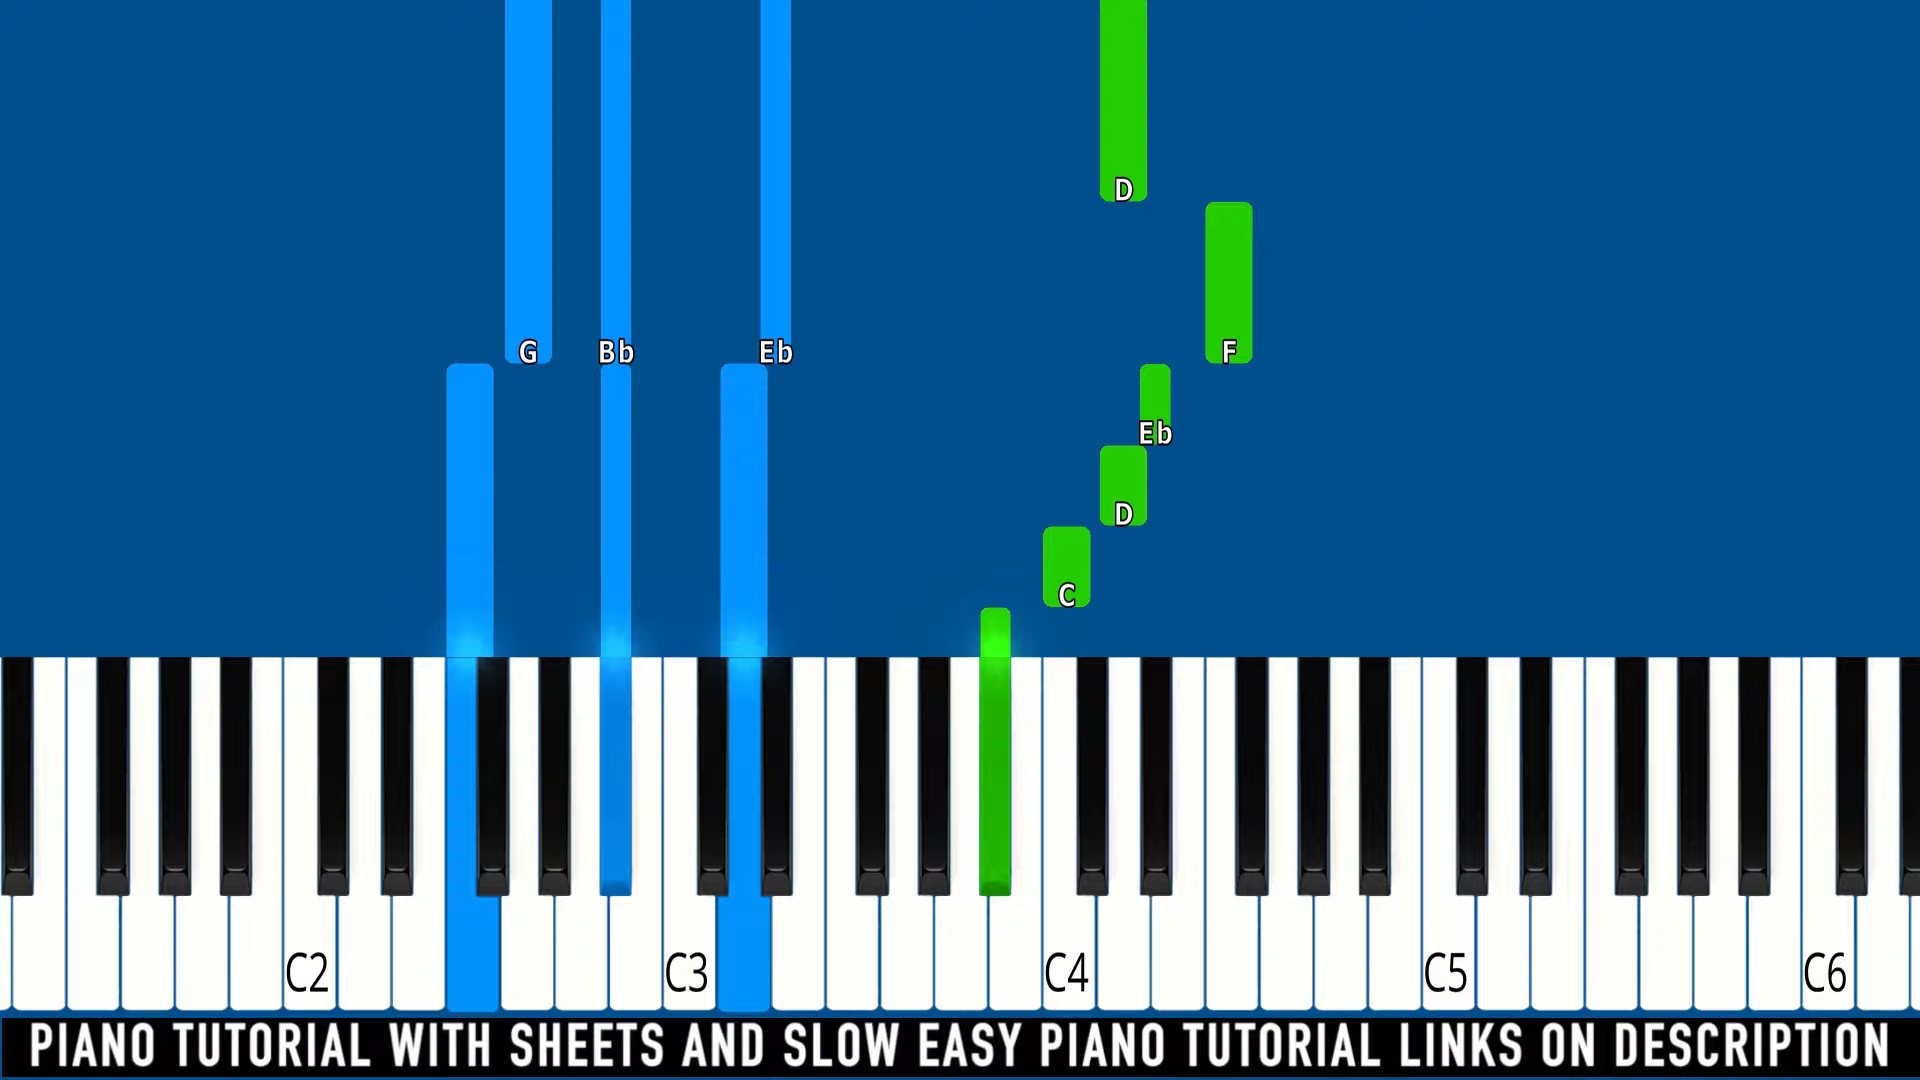 D
G Bb Eb F
Eb
D
C
C2 C3 C4 C5 C6
PIANO TUTORIAL WITH SHEETS AND SLOW EASY PIANO TUTORIAL LINKS ON DESCRIPTION